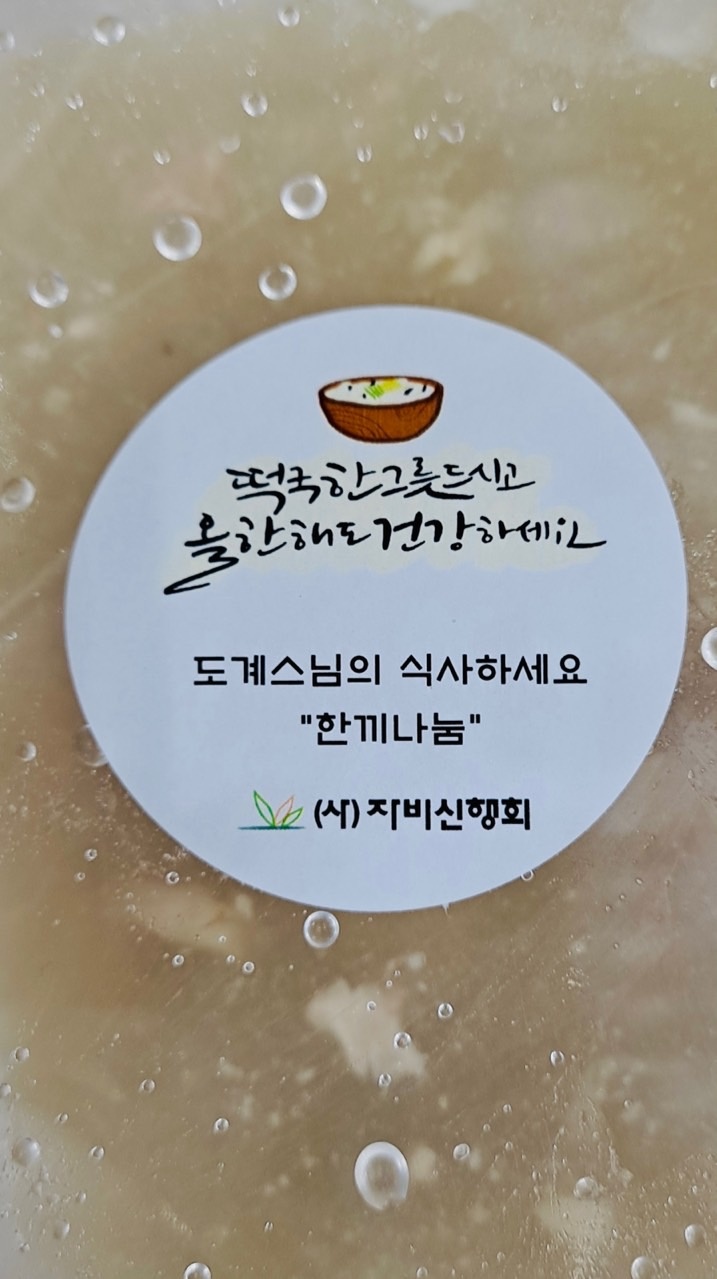 떡국 한그릇 드시고
올 한해도 건강하세요
도계스님의 식사하세요
"한끼나눔"
(사)자비신행회